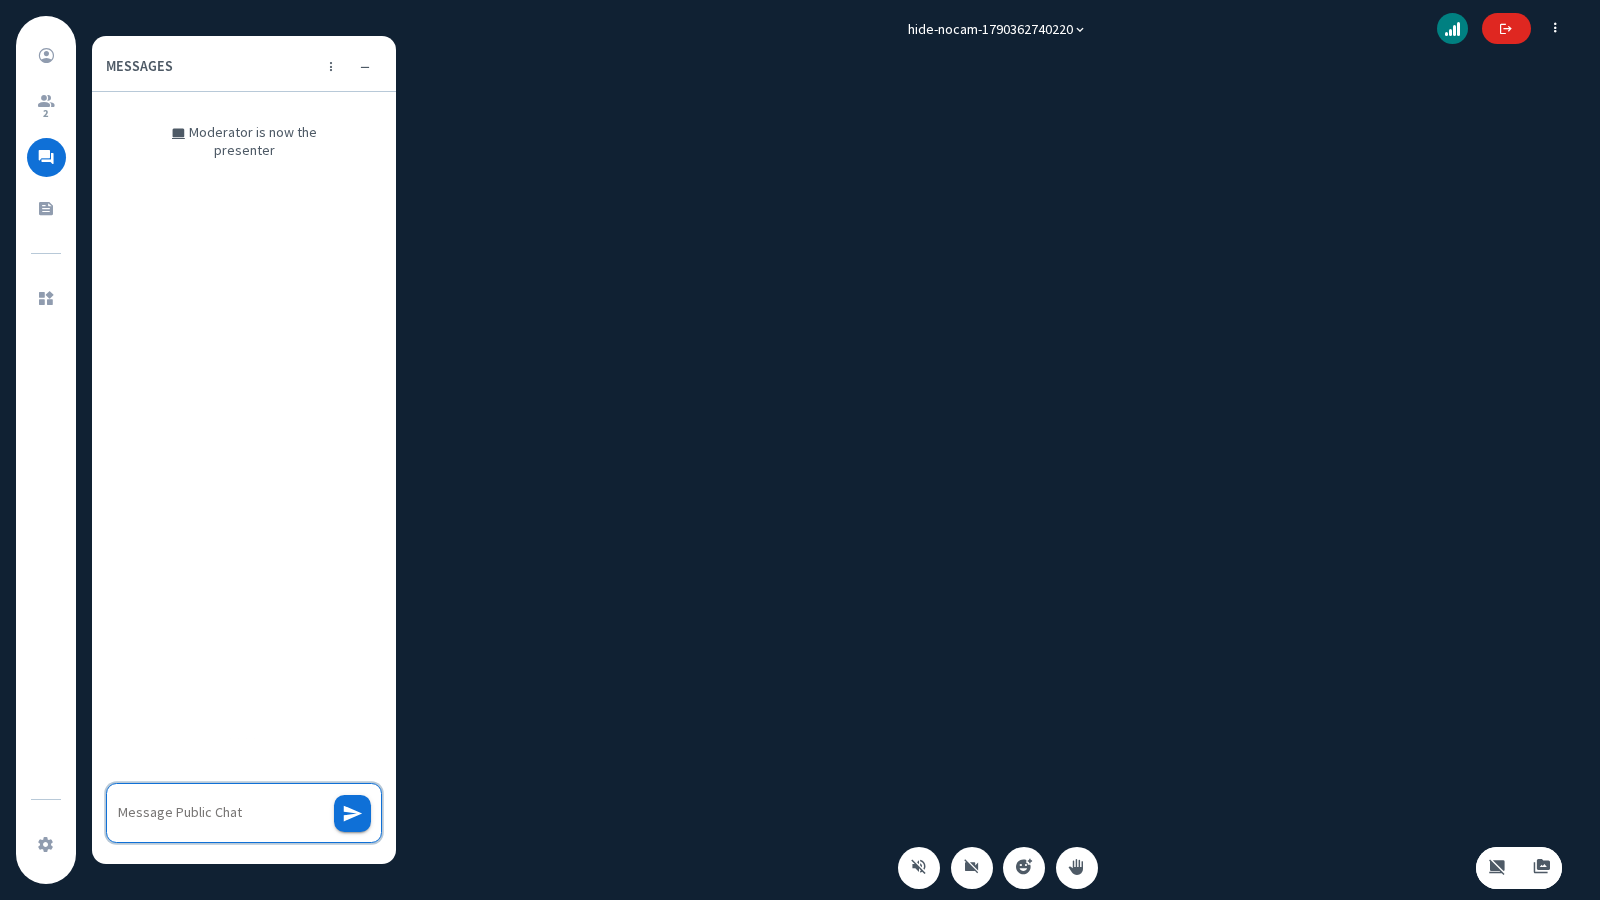 hide-nocam-1790362740220
MESSAGES
2
Moderator is now the
presenter
Message Public Chat